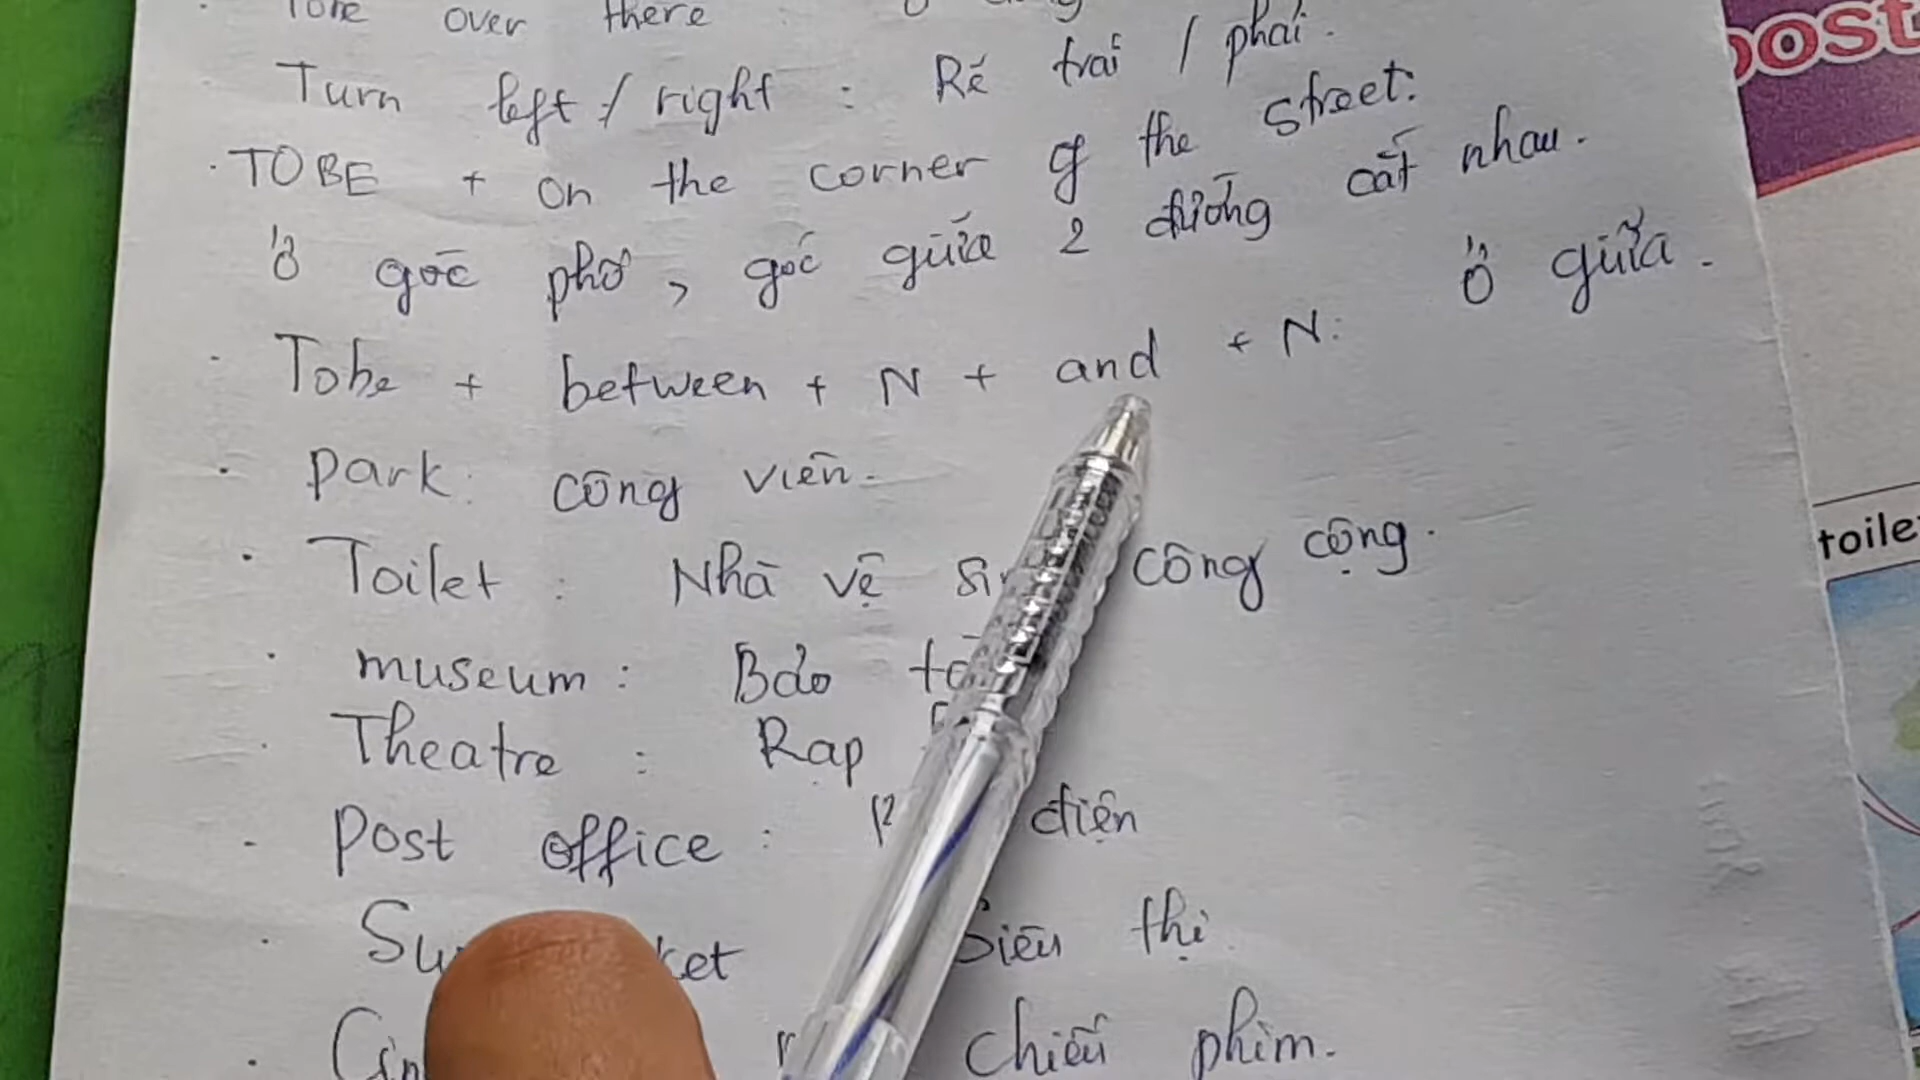 over there
Turn left / right : Rẽ trái / phải.
TOBE + on the corner of the street:
Ở góc phố, góc giữa 2 đường cắt nhau.
Tobe + between + N + and + N: Ở giữa.
Park: công viên.
Toilet : Nhà vệ công cộng.
museum : Bảo
Theatre : Rạp
Post office : điện
Siêu thị
chiếu phim.
post
toile